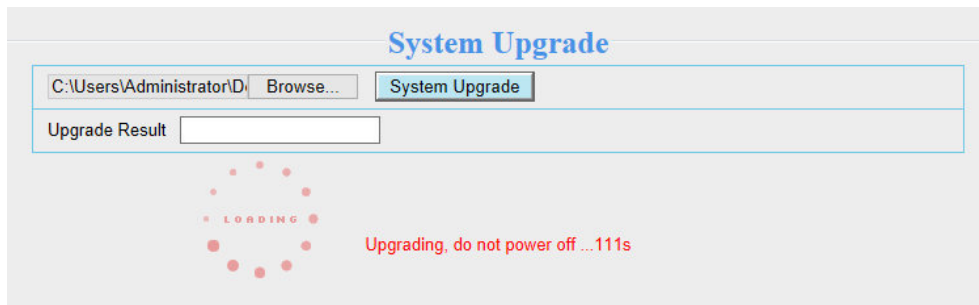 System Upgrade
C:\Users\Administrator\D Browse... System Upgrade
Upgrade Result
LOADING
Upgrading, do not power off ...111s